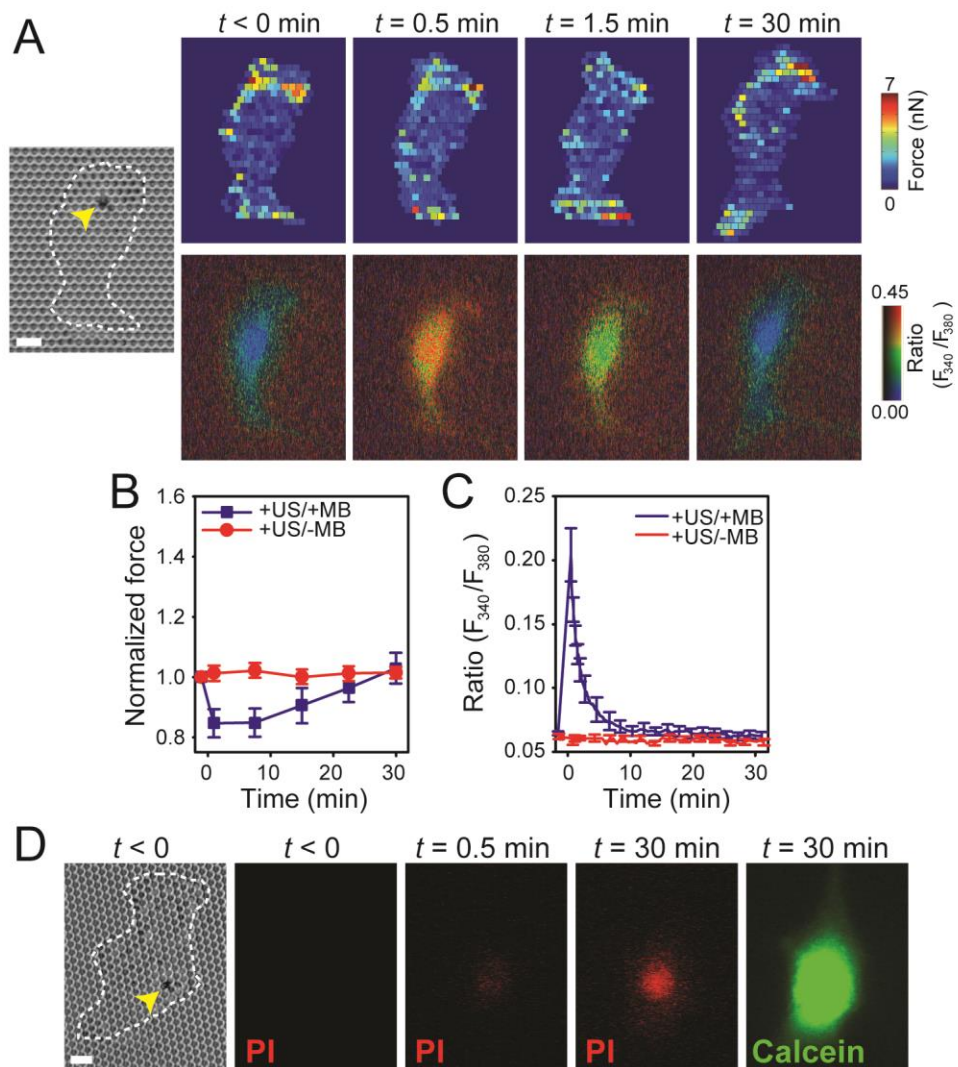 A
t < 0 min
t = 0.5 min
t = 1.5 min
t = 30 min
7
Force (nN)
0
0.45
Ratio
(F340/F380)
0.00
B
1.6
1.4
1.2
1.0
0.8
Normalized force
+US/+MB
+US/-MB
0
10
20
30
Time (min)
C
0.25
0.20
0.15
0.10
0.05
Ratio (F340/F380)
+US/+MB
+US/-MB
0
10
20
30
Time (min)
D
t < 0
t < 0
t = 0.5 min
t = 30 min
t = 30 min
PI
PI
PI
Calcein